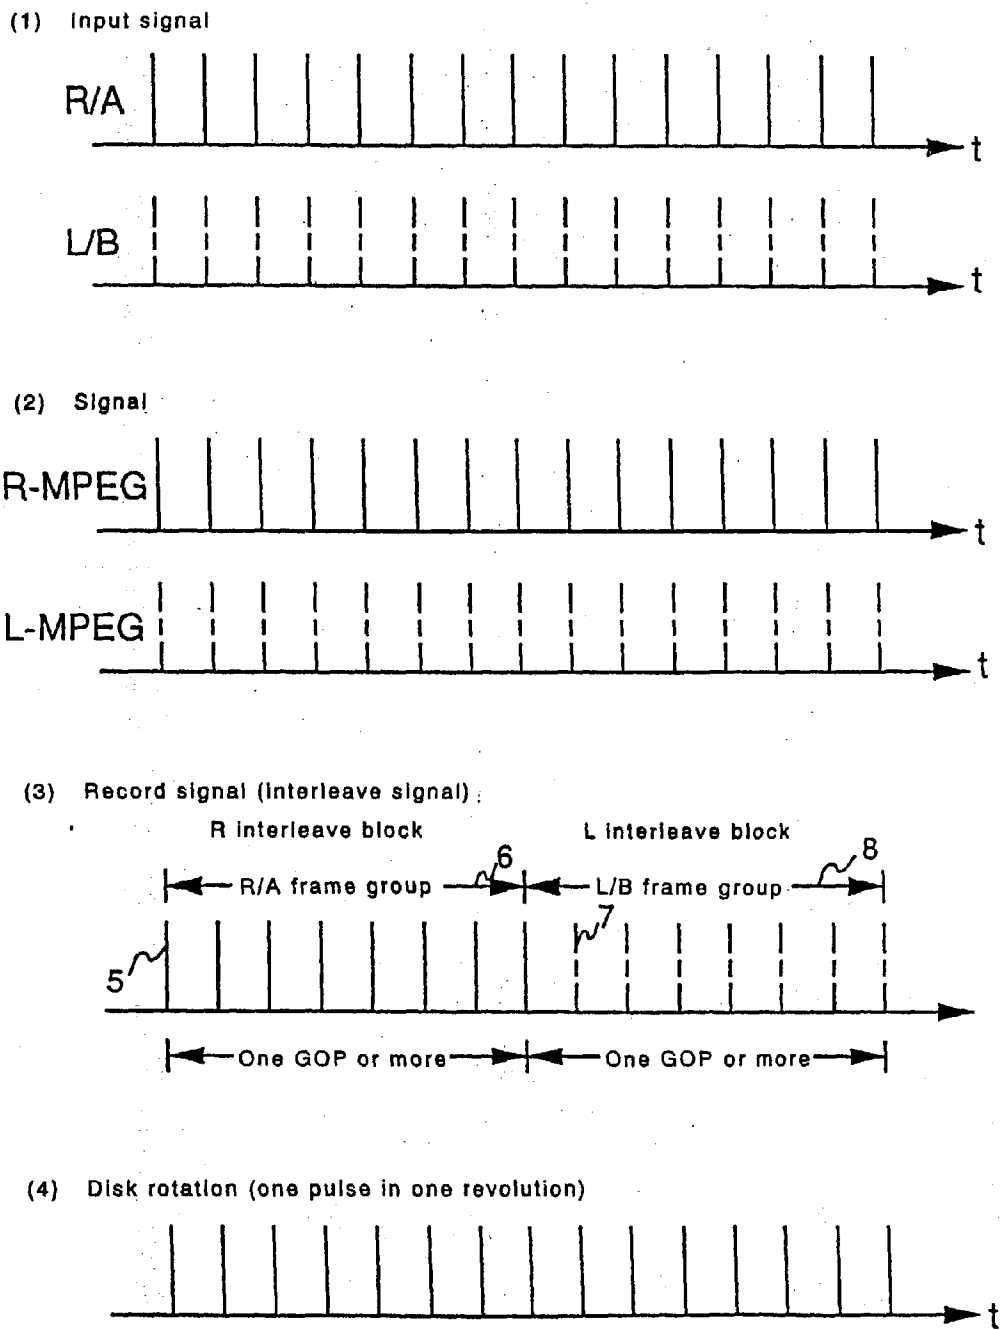 (1) Input signal
R/A
t
L/B
t
(2) Signal
R-MPEG
t
L-MPEG
t
(3) Record signal (interleave signal)
R interleave block
L interleave block
6
8
R/A frame group
L/B frame group
7
5
One GOP or more
One GOP or more
(4) Disk rotation (one pulse in one revolution)
t